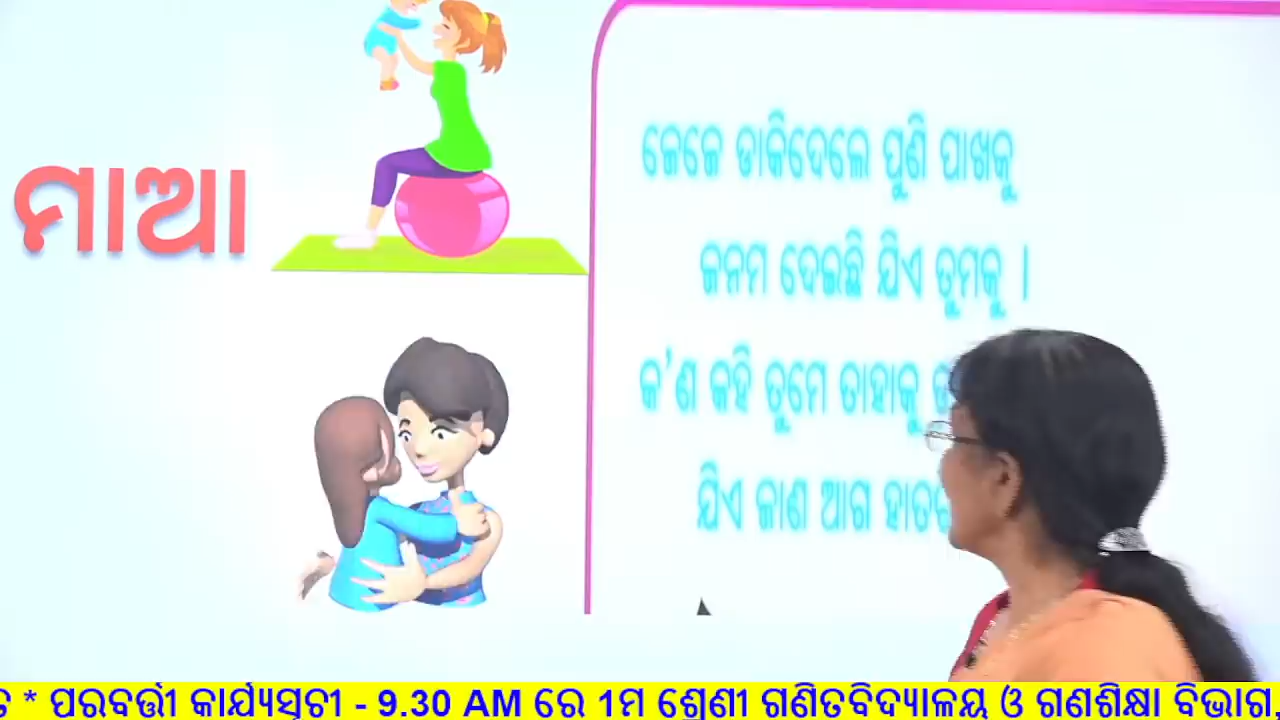 ମାଆ
ଜେଜେ ଡାକିଦେଲେ ପୁଣି ପାଖକୁ
ଜନମ ଦେଇଛି ଯିଏ ତୁମକୁ ।
କ'ଣ କହି ତୁମେ ତାହାକୁ
ଯିଏ ଜାଣ ଆଗ
* ପରବର୍ତ୍ତୀ କାର୍ଯ୍ୟସୂଚୀ - 9.30 AM ରେ 1ମ ଶ୍ରେଣୀ ଗଣିତବିଦ୍ୟାଳୟ ଓ ଗଣଶିକ୍ଷା ବିଭାଗ.